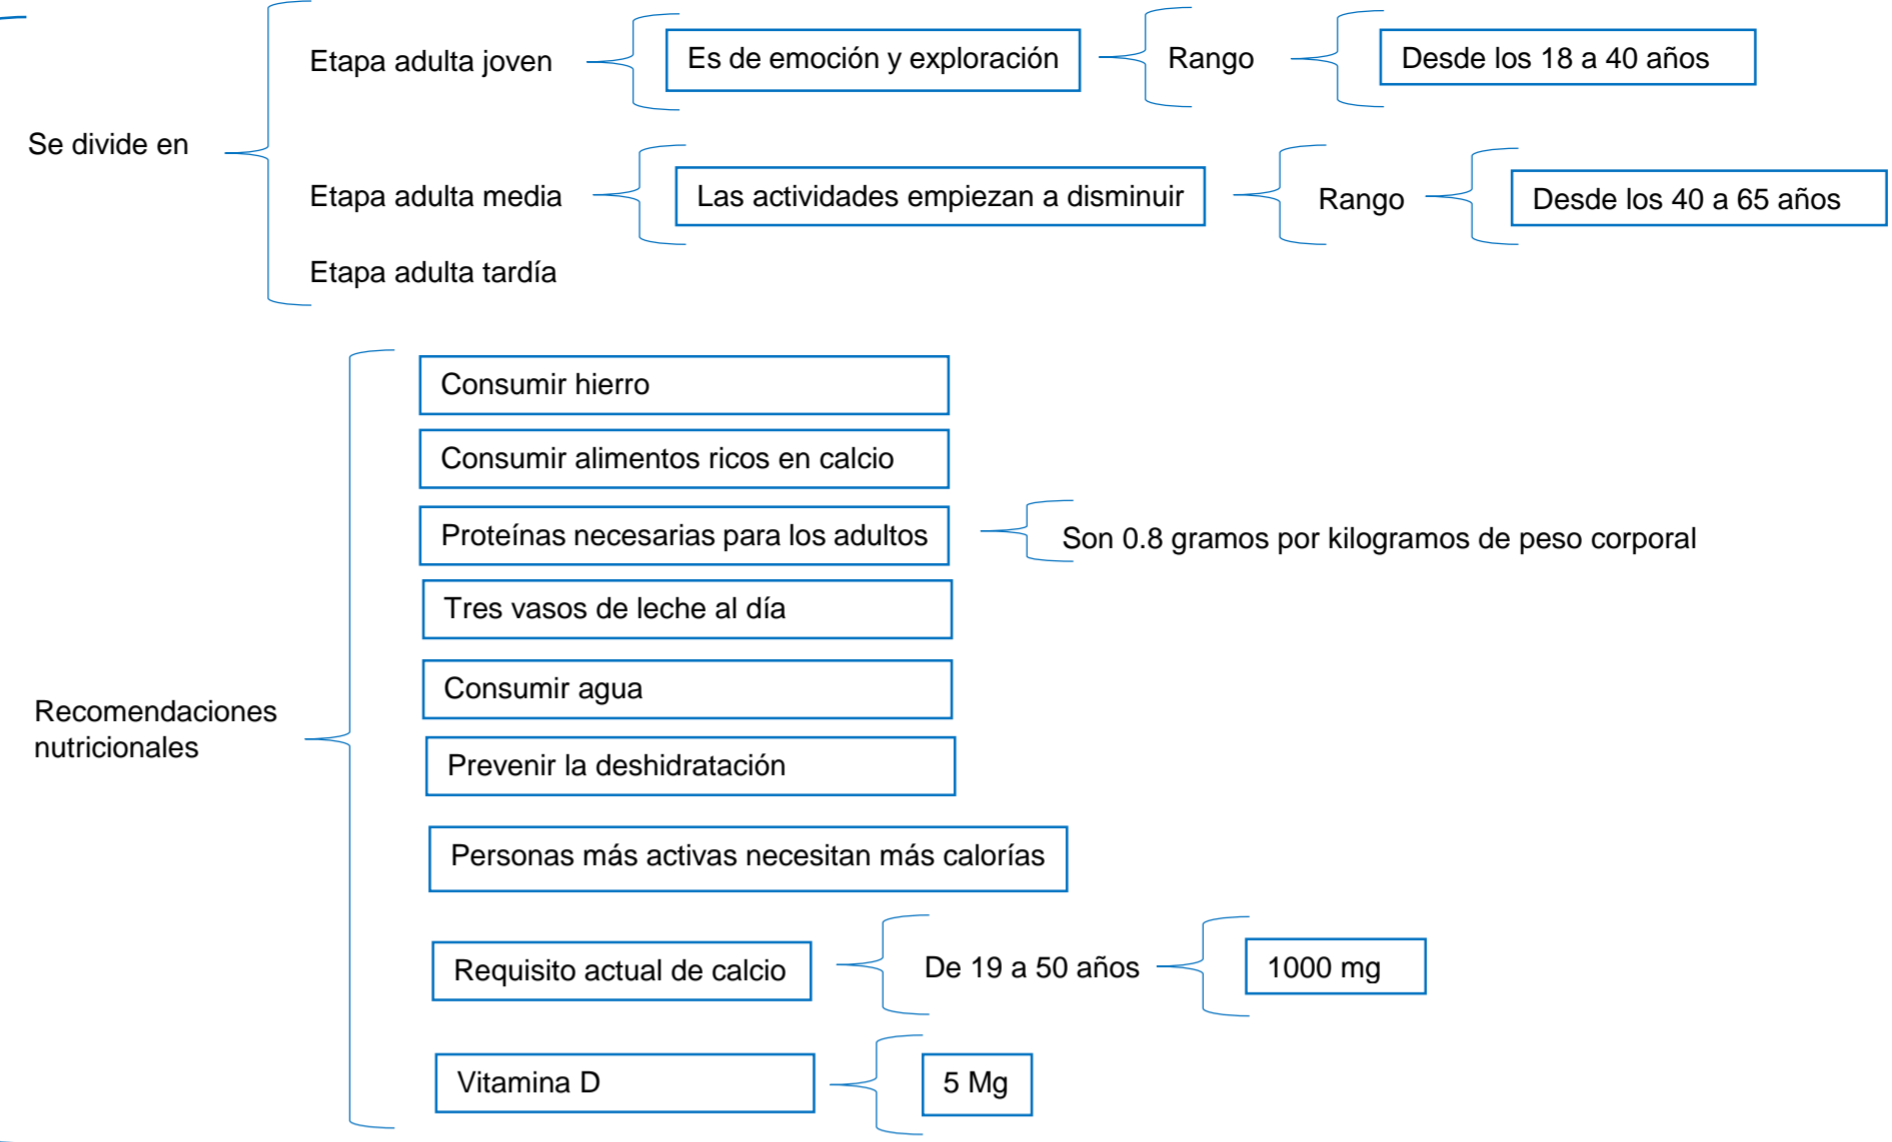 Etapa adulta joven
Es de emoción y exploración
Rango
Desde los 18 a 40 años
Se divide en
Etapa adulta media
Las actividades empiezan a disminuir
Rango
Desde los 40 a 65 años
Etapa adulta tardía
Recomendaciones
nutricionales
Consumir hierro
Consumir alimentos ricos en calcio
Proteínas necesarias para los adultos
Son 0.8 gramos por kilogramos de peso corporal
Tres vasos de leche al día
Consumir agua
Prevenir la deshidratación
Personas más activas necesitan más calorías
Requisito actual de calcio
De 19 a 50 años
1000 mg
Vitamina D
5 Mg